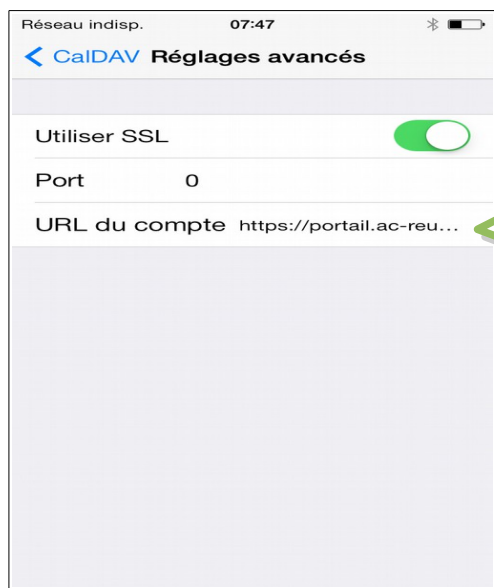 Réseau indisp. 07:47
CalDAV Réglages avancés
Utiliser SSL
Port 0
URL du compte https://portail.ac-reu...